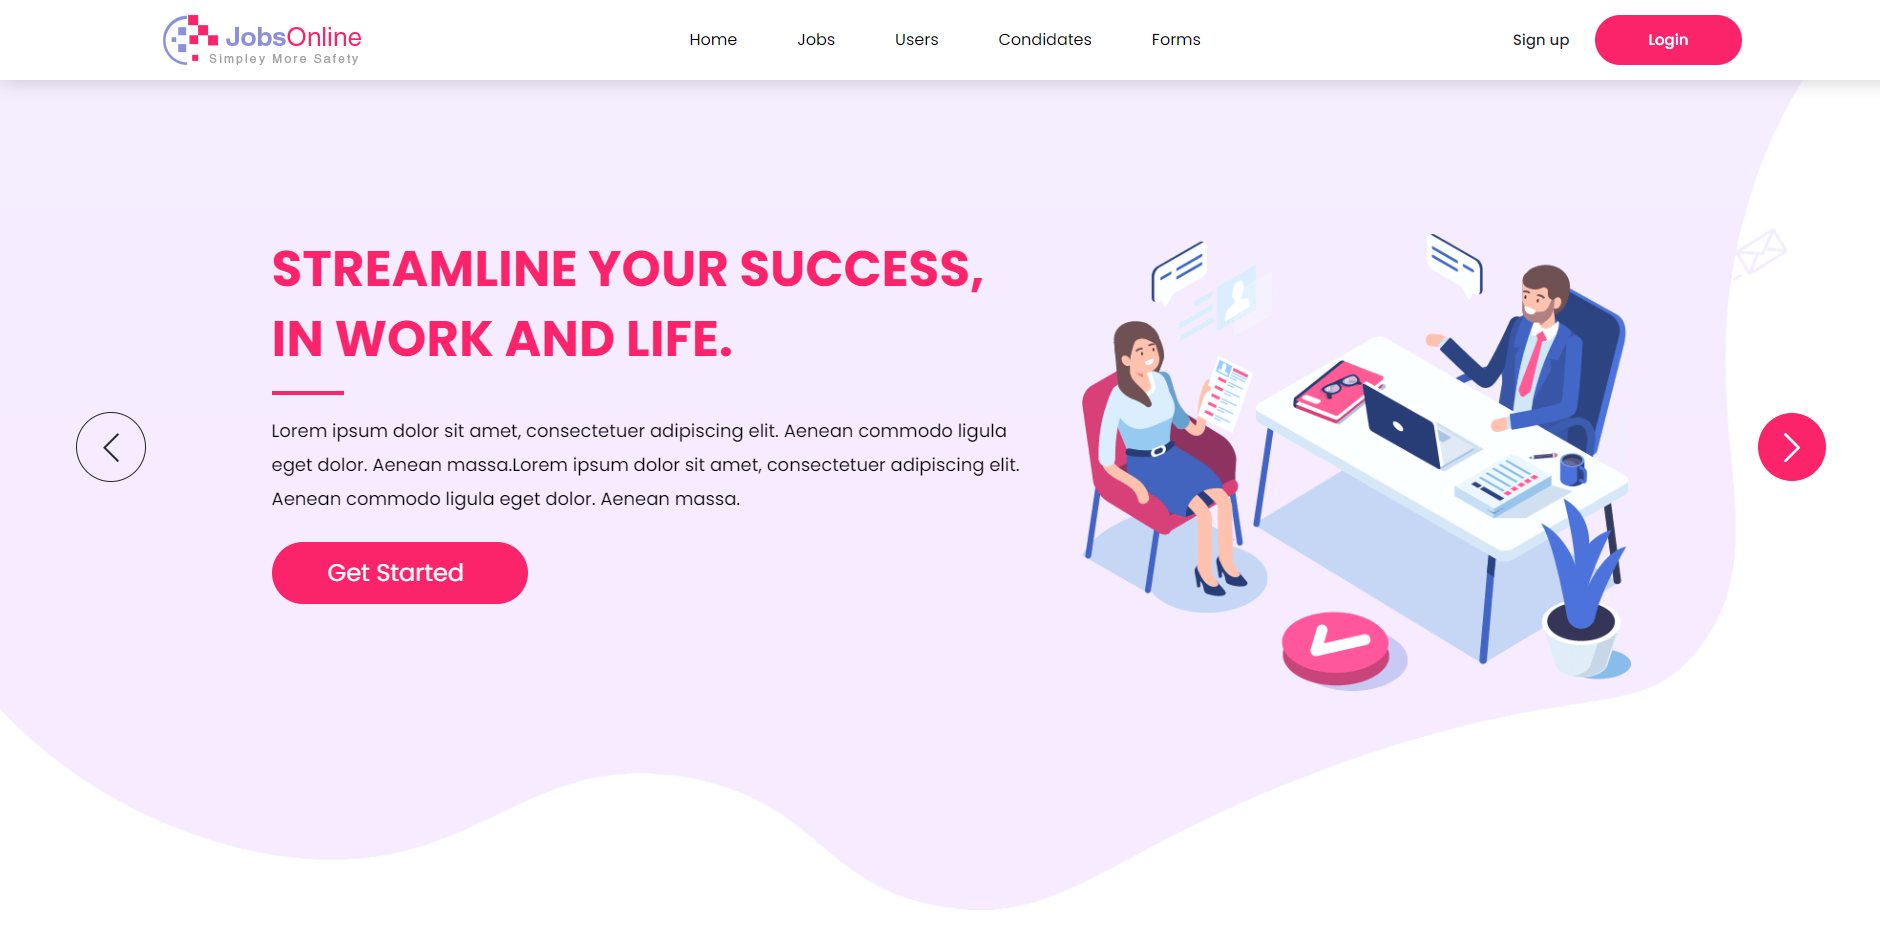 JobsOnline
Simpley More Safety
Home Jobs Users Condidates Forms
Sign up Login
STREAMLINE YOUR SUCCESS,
IN WORK AND LIFE.
Lorem ipsum dolor sit amet, consectetuer adipiscing elit. Aenean commodo ligula
eget dolor. Aenean massa.Lorem ipsum dolor sit amet, consectetuer adipiscing elit.
Aenean commodo ligula eget dolor. Aenean massa.
Get Started